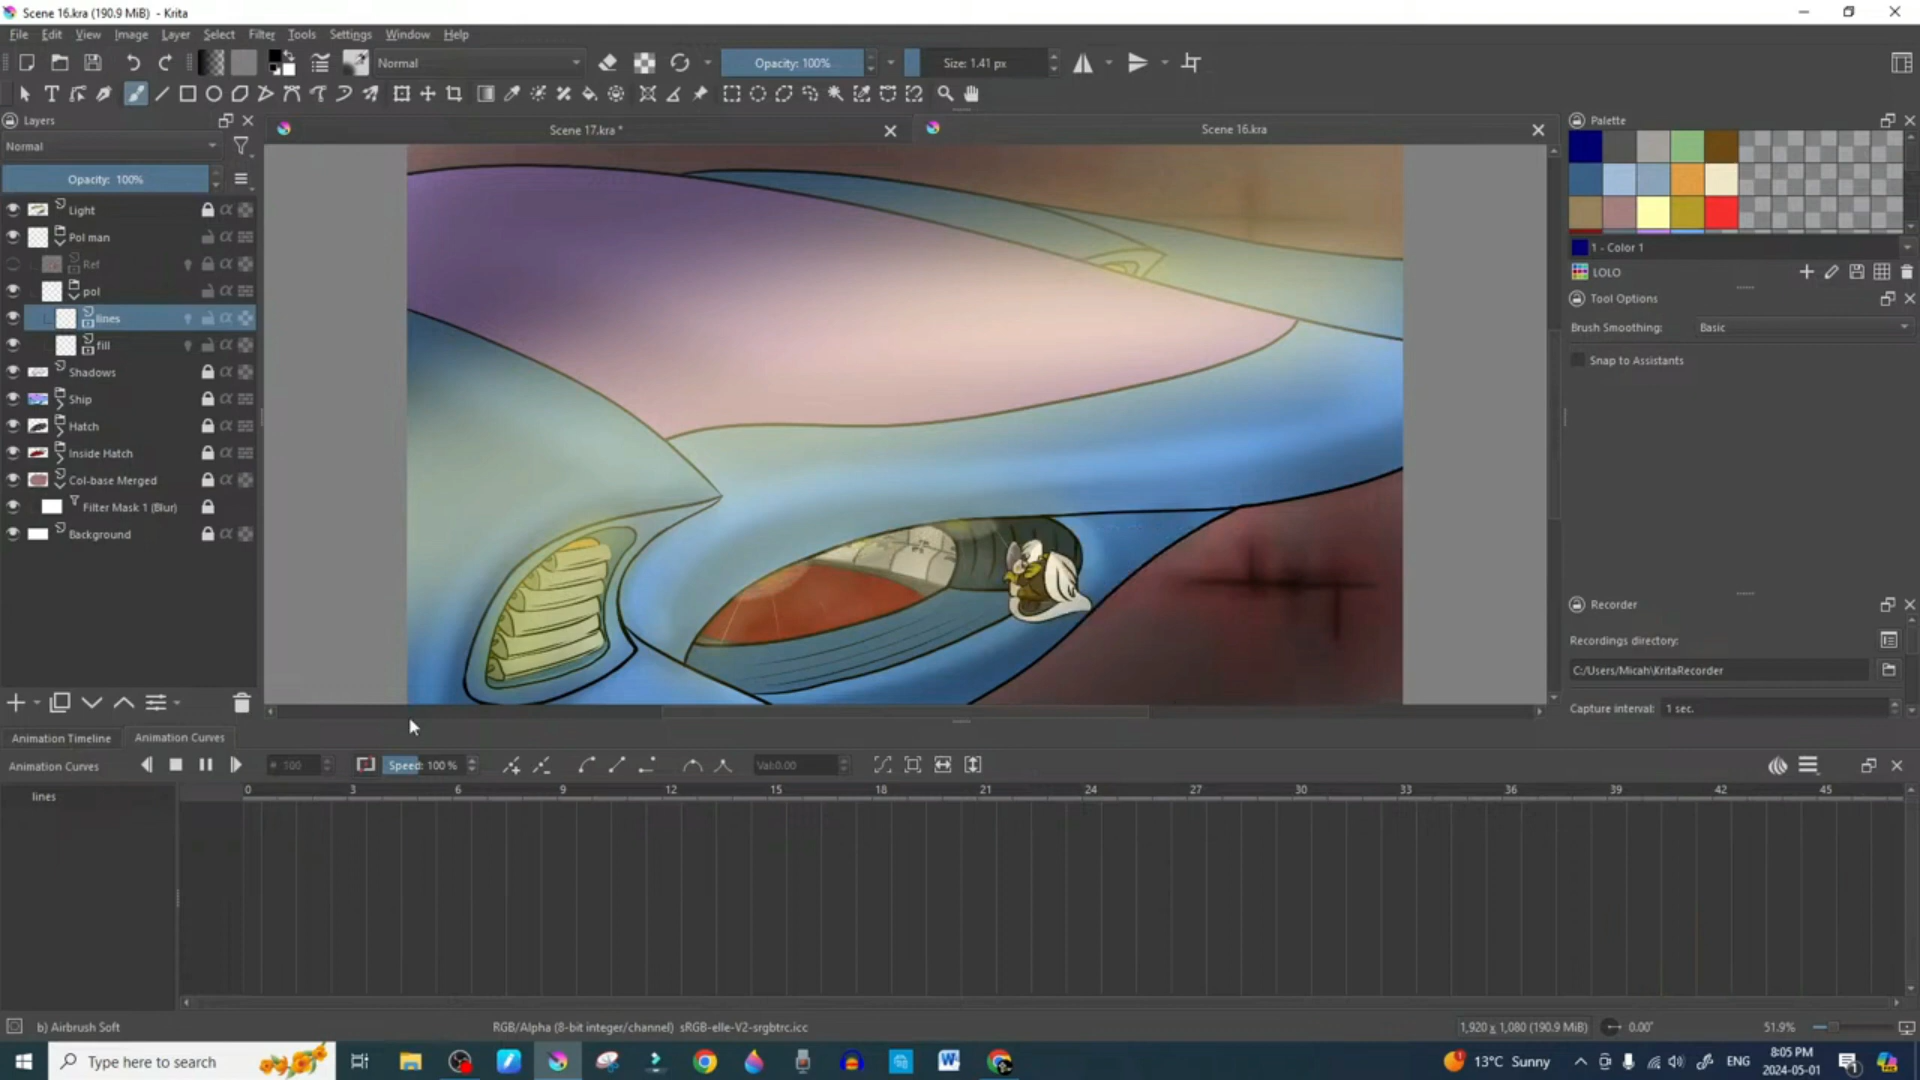 Scene 16.kra (190.9 MiB) - Krita
File Edit View Image Layer Select Filter Tools Settings Window Help
Normal Opacity: 100% Size: 1.41 px
Layers
Scene 17.kra * Scene 16.kra
Palette
Normal
Opacity: 100%
Light
Pol man
Ref
pol
lines
fill
Shadows
Ship
Hatch
Inside Hatch
Col-base Merged
Filter Mask 1 (Blur)
Background
1 - Color 1
LOLO
Tool Options
Brush Smoothing: Basic
Snap to Assistants
Recorder
Recordings directory:
C:/Users/Micah\KritaRecorder
Capture interval: 1 sec.
Animation Timeline Animation Curves
Animation Curves # 100 Speed: 100 % Val:0.00
lines
0 3 6 9 12 15 18 21 24 27 30 33 36 39 42 45
b) Airbrush Soft RGB/Alpha (8-bit integer/channel) sRGB-elle-V2-srgbtrc.icc 1,920 x 1,080 (190.9 MiB) 0.00° 51.9%
Type here to search 13°C Sunny ENG 8:05 PM
2024-05-01